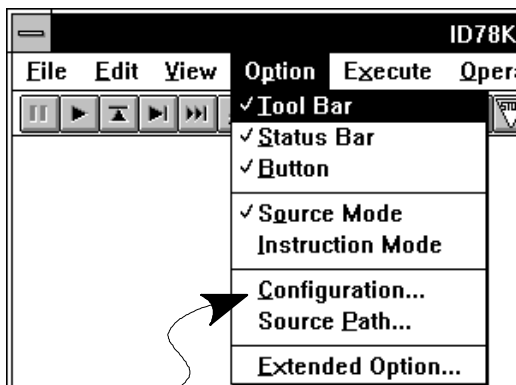 ID78K
File Edit View Option Execute Opera
✓ Tool Bar
✓ Status Bar
✓ Button
✓ Source Mode
Instruction Mode
Configuration...
Source Path...
Extended Option...